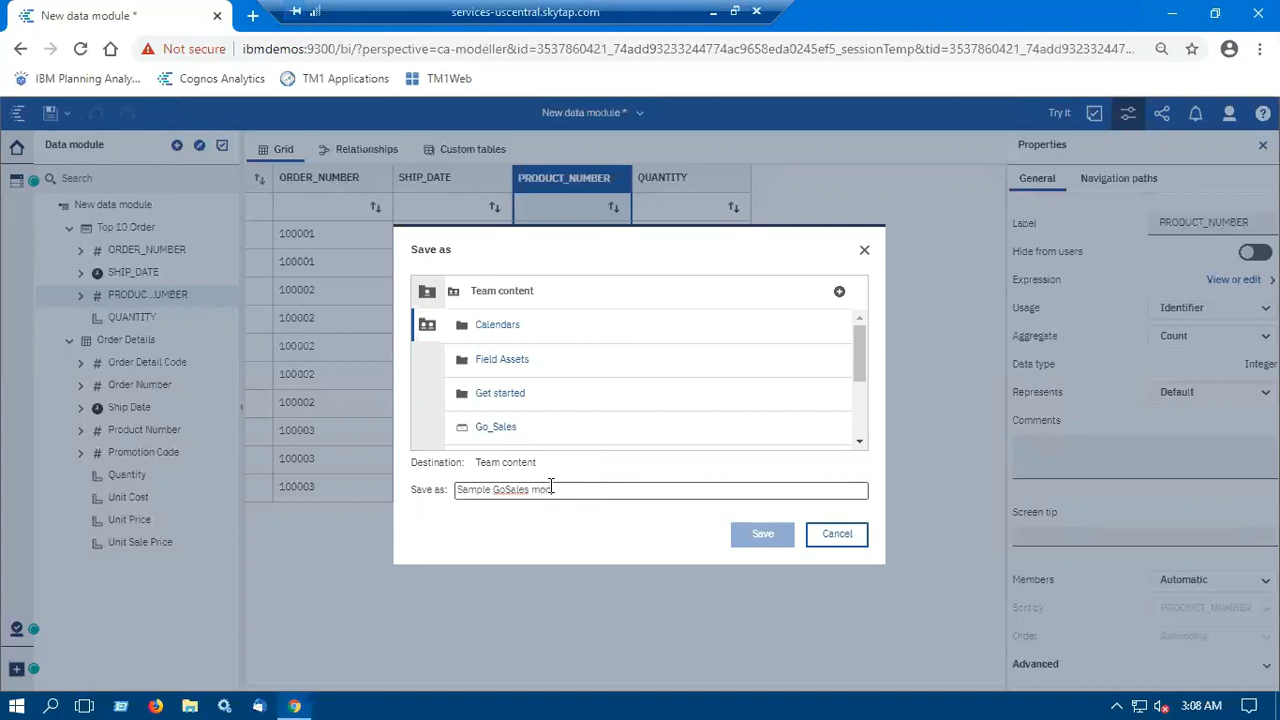 New data module *
services-uscentral.skytap.com
Not secure
ibmdemos:9300/bi/?perspective=ca-modeller&id=3537860421_74add93233244774ac9658eda0245ef5_sessionTemp&tid=3537860421_74add932332447...
IBM Planning Analy...
Cognos Analytics
TM1 Applications
TM1Web
New data module *
Try it
Data module
Search
New data module
Top 10 Order
ORDER_NUMBER
SHIP_DATE
PRODUC...UMBER
QUANTITY
Order Details
Order Detail Code
Order Number
Ship Date
Product Number
Promotion Code
Quantity
Unit Cost
Unit Price
Unit Sale Price
Grid
Relationships
Custom tables
ORDER_NUMBER
SHIP_DATE
PRODUCT_NUMBER
QUANTITY
100001
100001
100002
100002
100002
100002
100002
100003
100003
100003
Save as
Team content
Calendars
Field Assets
Get started
Go_Sales
Destination:
Team content
Save as:
Sample GoSales moc
Save
Cancel
Properties
General
Navigation paths
Label
PRODUCT_NUMBER
Hide from users
Expression
View or edit
Usage
Identifier
Aggregate
Count
Data type
Integer
Represents
Default
Comments
Screen tip
Members
Automatic
Sort by
PRODUCT_NUMBER
Order
Ascending
Advanced
3:08 AM